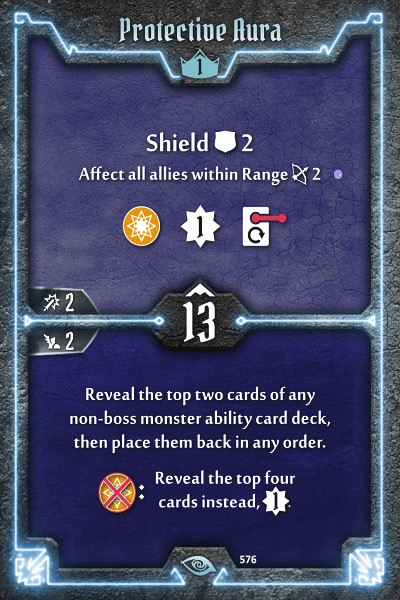 Protective Aura
1
Shield 2
Affect all allies within Range 2
1
2
13
2
Reveal the top two cards of any
non-boss monster ability card deck,
then place them back in any order.
: Reveal the top four
cards instead, 1.
576